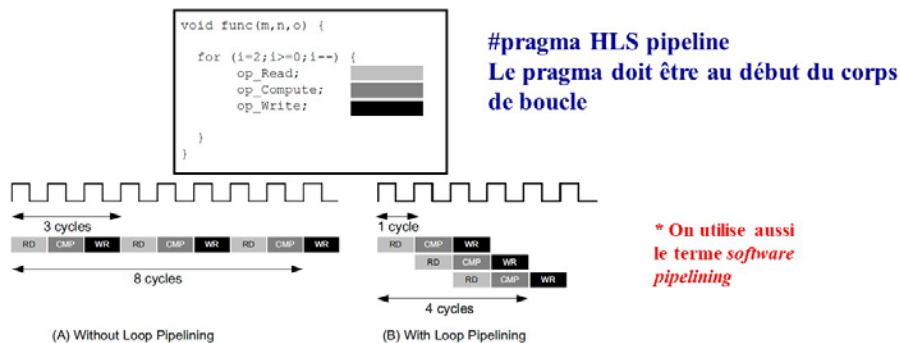 void func(m,n,o) {
for (i=2;i>=0;i--) {
op_Read;
op_Compute;
op_Write;
}
}
#pragma HLS pipeline
Le pragma doit être au début du corps
de boucle
3 cycles
RD CMP WR RD CMP WR RD CMP WR
8 cycles
(A) Without Loop Pipelining
1 cycle
RD CMP WR
RD CMP WR
RD CMP WR
4 cycles
(B) With Loop Pipelining
* On utilise aussi
le terme software
pipelining